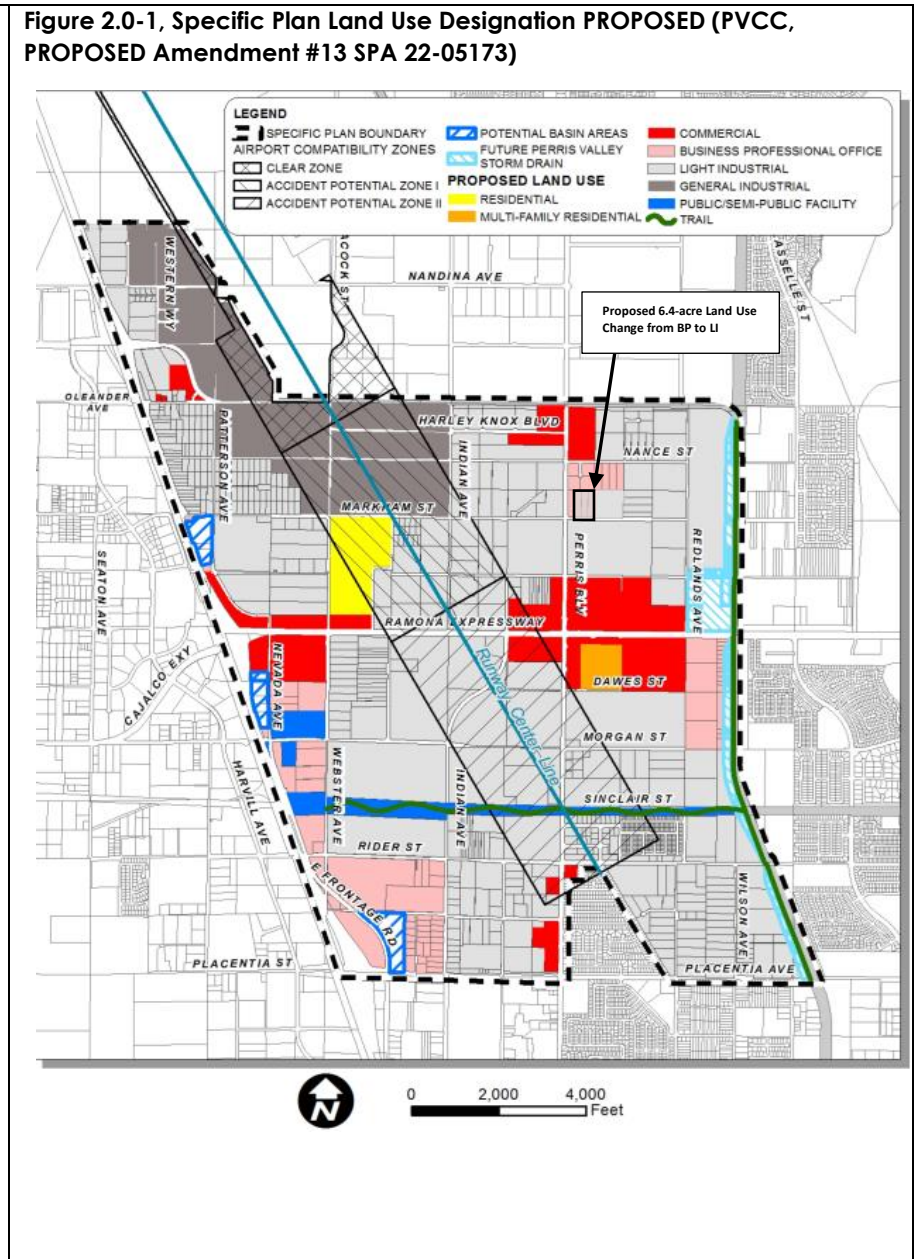 Figure 2.0-1, Specific Plan Land Use Designation PROPOSED (PVCC,
PROPOSED Amendment #13 SPA 22-05173)
LEGEND
SPECIFIC PLAN BOUNDARY
AIRPORT COMPATIBILITY ZONES
CLEAR ZONE
ACCIDENT POTENTIAL ZONE I
ACCIDENT POTENTIAL ZONE II
POTENTIAL BASIN AREAS
FUTURE PERRIS VALLEY
STORM DRAIN
PROPOSED LAND USE
RESIDENTIAL
MULTI-FAMILY RESIDENTIAL
COMMERCIAL
BUSINESS PROFESSIONAL OFFICE
LIGHT INDUSTRIAL
GENERAL INDUSTRIAL
PUBLIC/SEMI-PUBLIC FACILITY
TRAIL
WESTERN WY
ACOCK ST
NANDINA AVE
ASSELLE ST
Proposed 6.4-acre Land Use
Change from BP to LI
OLEANDER
AVE
PATTERSON AVE
HARLEY KNOX BLVD
INDIAN AVE
NANCE ST
MARKHAM ST
SEATON AVE
PERRIS BLV
REDLANDS AVE
RAMONA EXPRESSWAY
CAJALCO EXY
NEVADA AVE
Runway Center Line
DAWES ST
MORGAN ST
HARVILL AVE
WEBSTER AVE
INDIAN AVE
SINCLAIR ST
RIDER ST
E FRONTAGE RD
WILSON AVE
PLACENTIA ST
PLACENTIA AVE
N
0 2,000 4,000
Feet